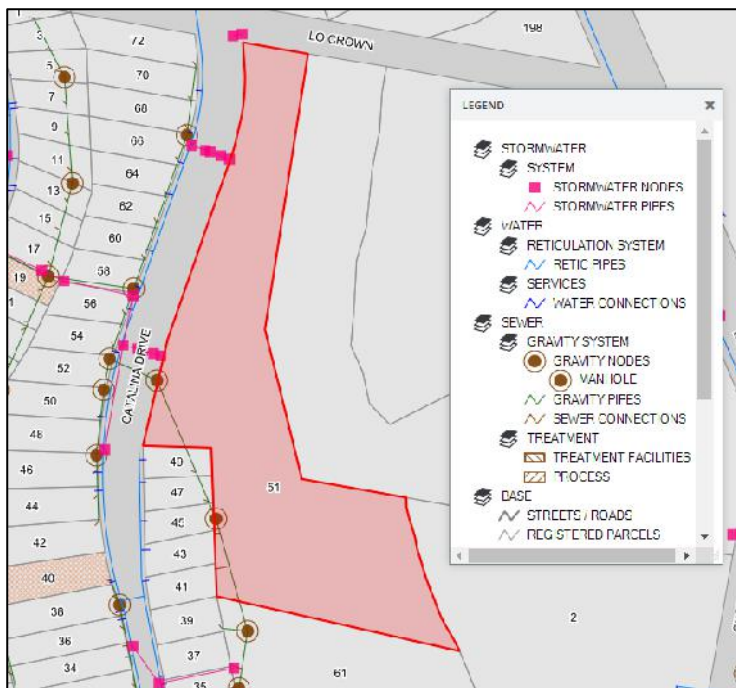 3
72
LO CROWN
198
5
70
7
68
9
66
11
64
13
62
15
60
17
58
19
56
54
52
CATALINA DRIVE
50
48
49
46
47
51
44
45
42
43
40
41
38
39
2
36
37
34
35
61
LEGEND
STORMWATER
SYSTEM
STORMWATER NODES
STORMWATER PIPES
WATER
RETICULATION SYSTEM
RETIC PIPES
SERVICES
WATER CONNECTIONS
SEWER
GRAVITY SYSTEM
GRAVITY NODES
MANHOLE
GRAVITY PIPES
SEWER CONNECTIONS
TREATMENT
TREATMENT FACILITIES
PROCESS
BASE
STREETS / ROADS
REGISTERED PARCELS